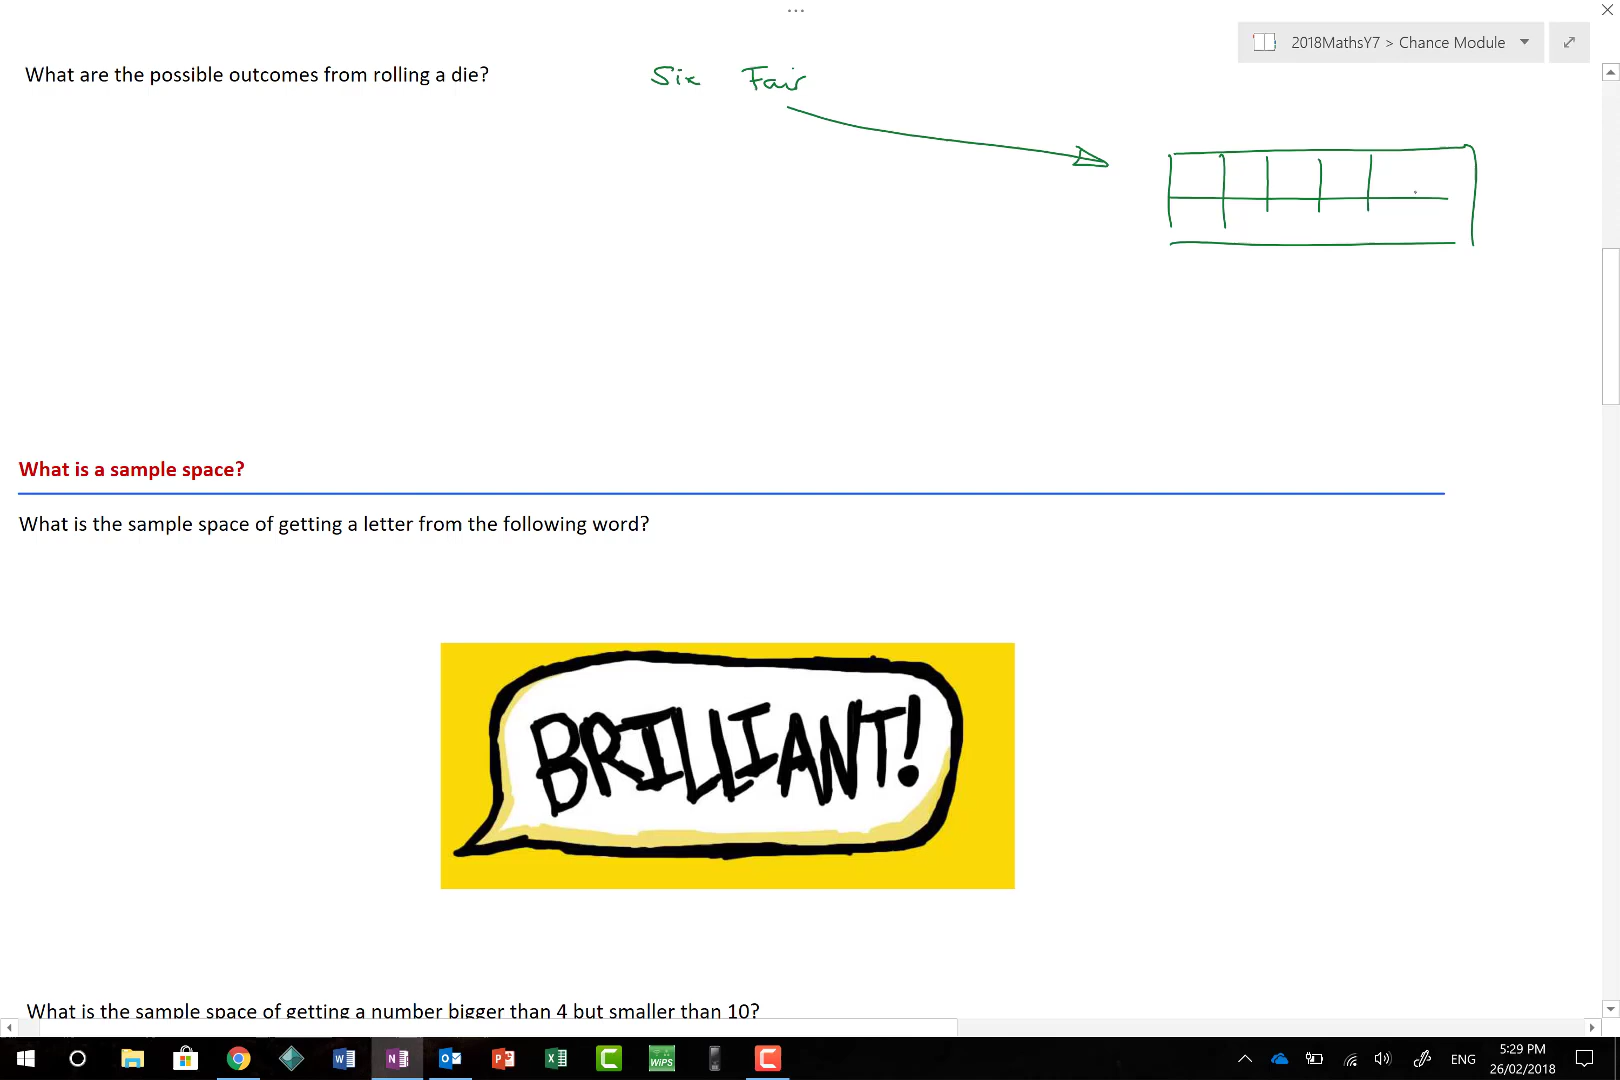 ...
2018MathsY7 > Chance Module
What are the possible outcomes from rolling a die?
Six Fair
What is a sample space?
What is the sample space of getting a letter from the following word?
BRILLIANT!
What is the sample space of getting a number bigger than 4 but smaller than 10?
WiPS
ENG
5:29 PM
26/02/2018